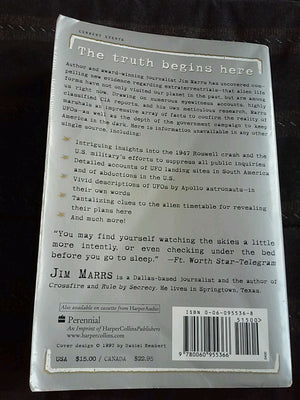 CURRENT EVENTS
The truth begins here
Author and award-winning journalist Jim Marrs has uncovered com-
pelling new evidence regarding extraterrestrials—that alien life
forms have not only visited our planet in the past, but are among
us right now. Drawing on numerous eyewitness accounts, highly
classified CIA reports, and his own meticulous research, Marrs
marshals an impressive array of facts to confirm the reality of
UFOs—as well as the depth of the government campaign to keep
America in the dark. Here is information unavailable in any other
single source, including:
Intriguing insights into the 1947 Roswell crash and the
U.S. military's efforts to suppress all public inquiries
Detailed accounts of UFO landing sites in South America
and of abductions in the U.S.
Vivid descriptions of UFOs by Apollo astronauts—in
their own words
Tantalizing clues to the alien timetable for revealing
their plans here
And much more!
"You may find yourself watching the skies a little
more intently, or even checking under the bed
before you go to sleep." —Ft. Worth Star-Telegram
JIM MARRS is a Dallas-based journalist and the author of
Crossfire and Rule by Secrecy. He lives in Springtown, Texas.
Also available on cassette from HarperAudio
Perennial
An Imprint of HarperCollinsPublishers
www.harpercollins.com
Cover design © 1997 by Daniel Rembert
USA $15.00 / CANADA $22.95
ISBN 0-06-095536-8
51500>
9 780060 955366